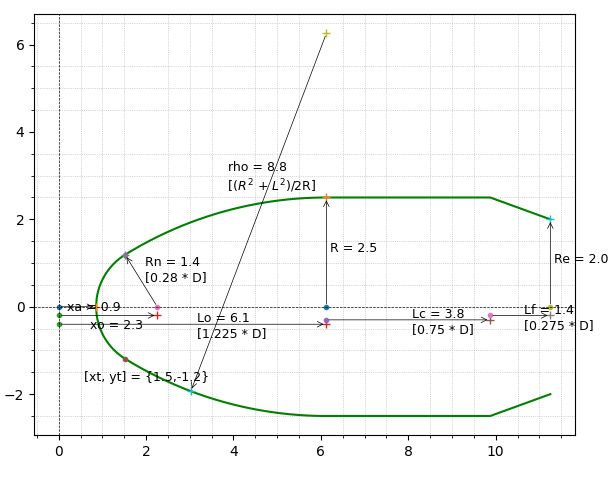 6
4
2
0
−2
rho = 8.8
[(R² + L²)/2R]
Rn = 1.4
[0.28 * D]
R = 2.5
Re = 2.0
xa = 0.9
xo = 2.3
Lo = 6.1
[1.225 * D]
Lc = 3.8
[0.75 * D]
Lf = 1.4
[0.275 * D]
[xt, yt] = {1.5,-1.2}
0 2 4 6 8 10